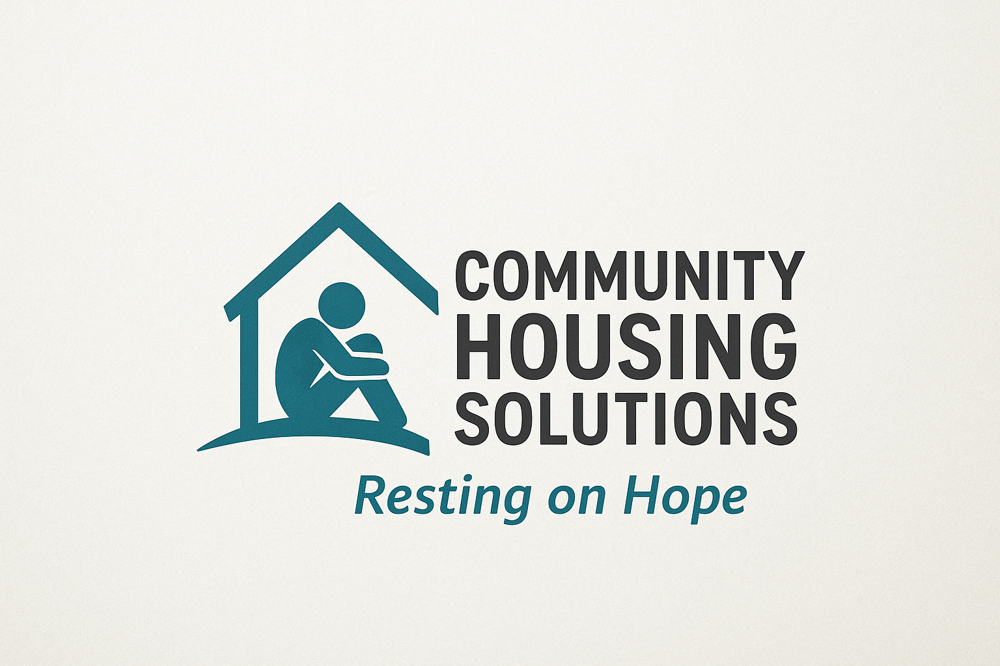 COMMUNITY
HOUSING
SOLUTIONS
Resting on Hope